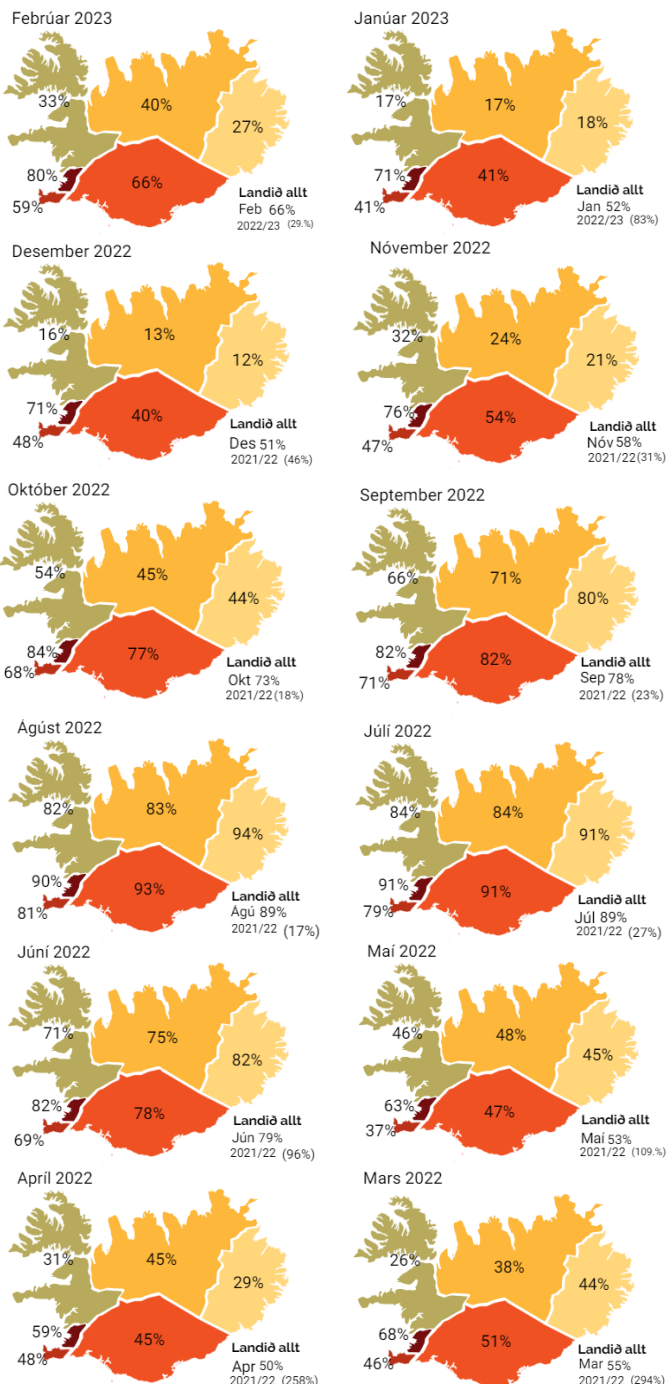 Febrúar 2023
33%
40%
27%
80%
66%
59%
Landið allt
Feb 66%
2022/23 (29.%)
Janúar 2023
17%
17%
18%
71%
41%
41%
Landið allt
Jan 52%
2022/23 (83%)
Desember 2022
16%
13%
12%
71%
40%
48%
Landið allt
Des 51%
2021/22 (46%)
Nóvember 2022
32%
24%
21%
76%
54%
47%
Landið allt
Nóv 58%
2021/22(31%)
Október 2022
54%
45%
44%
84%
77%
68%
Landið allt
Okt 73%
2021/22(18%)
September 2022
66%
71%
80%
82%
82%
71%
Landið allt
Sep 78%
2021/22 (23%)
Ágúst 2022
82%
83%
94%
90%
93%
81%
Landið allt
Ágú 89%
2021/22 (17%)
Júlí 2022
84%
84%
91%
91%
91%
79%
Landið allt
Júl 89%
2021/22 (27%)
Júní 2022
71%
75%
82%
82%
78%
69%
Landið allt
Jún 79%
2021/22 (96%)
Maí 2022
46%
48%
45%
63%
47%
37%
Landið allt
Maí 53%
2021/22 (109.%)
Apríl 2022
31%
45%
29%
59%
45%
48%
Landið allt
Apr 50%
2021/22 (258%)
Mars 2022
26%
38%
44%
68%
51%
46%
Landið allt
Mar 55%
2021/22 (294%)